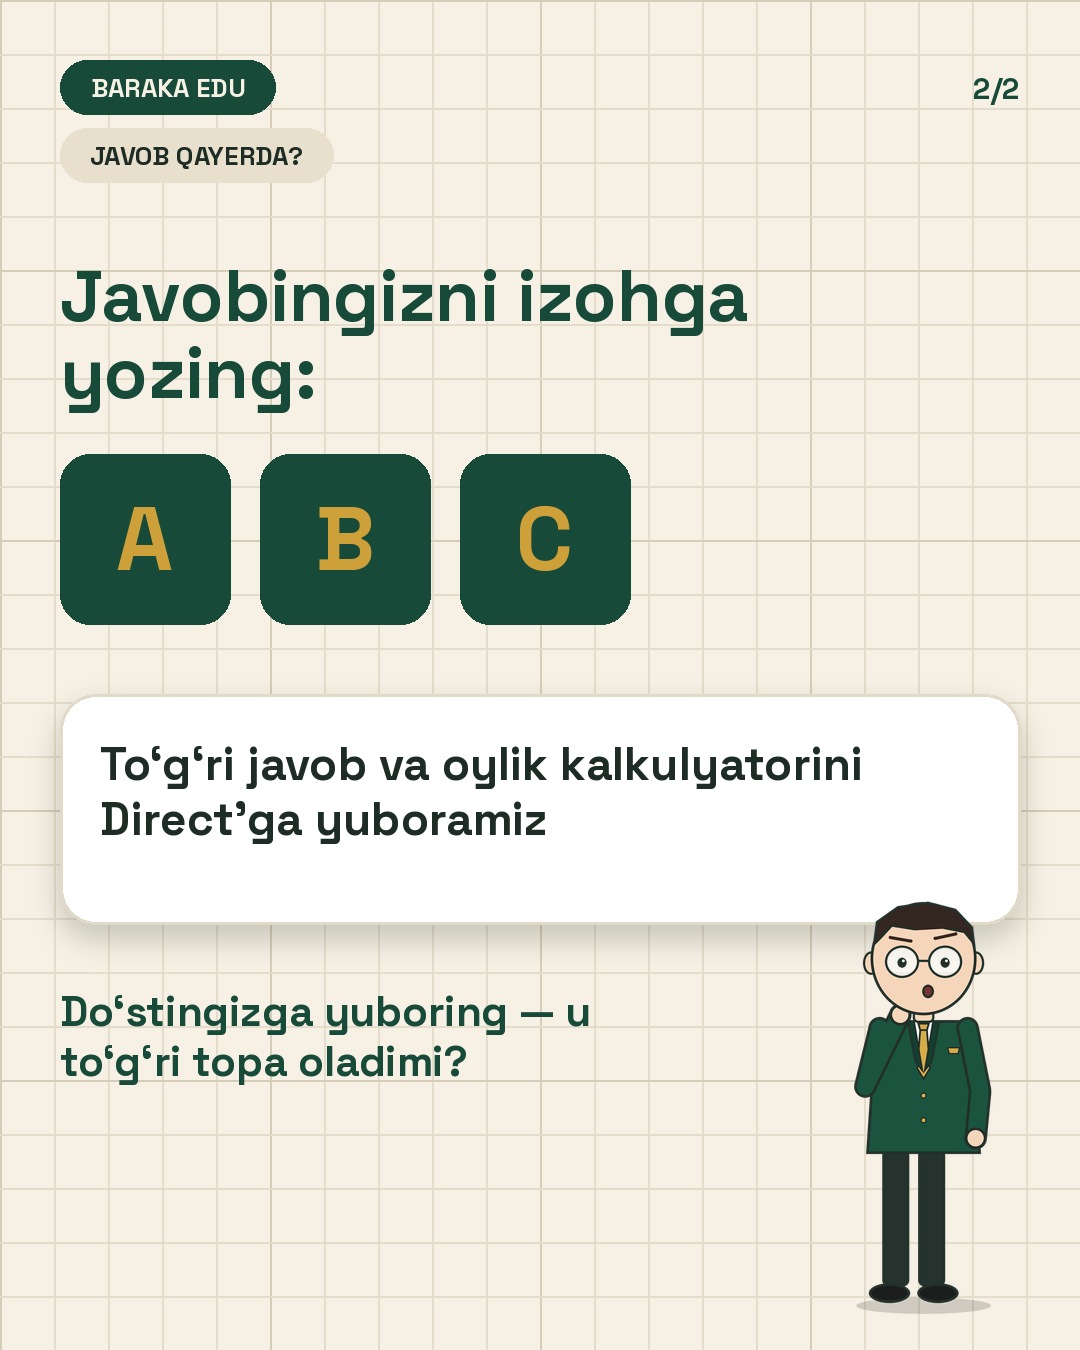 BARAKA EDU
2/2
JAVOB QAYERDA?
Javobingizni izohga
yozing:
A B C
To‘g‘ri javob va oylik kalkulyatorini
Direct’ga yuboramiz
Do‘stingizga yuboring — u
to‘g‘ri topa oladimi?